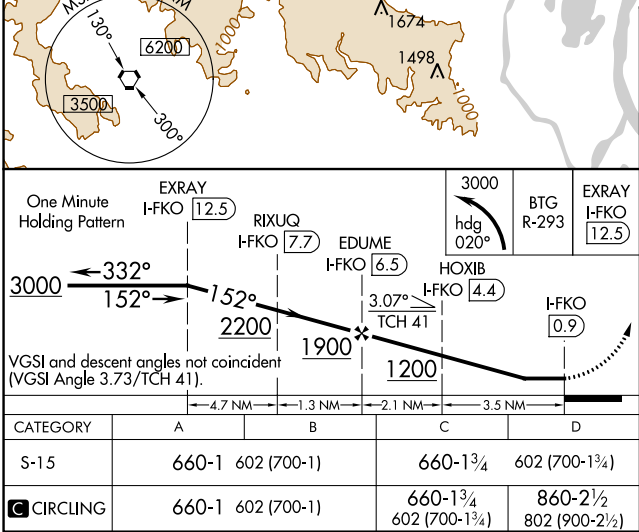 MSA
M
130°
6200
3500
300°
1000
1674
1498
1000
One Minute
Holding Pattern
EXRAY
I-FKO 12.5
RIXUQ
I-FKO 7.7
EDUME
I-FKO 6.5
HOXIB
I-FKO 4.4
I-FKO
0.9
3000
hdg
020°
BTG
R-293
EXRAY
I-FKO
12.5
3000
332°
152°
152°
2200
1900
3.07°
TCH 41
1200
VGSI and descent angles not coincident
(VGSI Angle 3.73/TCH 41).
4.7 NM
1.3 NM
2.1 NM
3.5 NM
CATEGORY A B C D
S-15 660-1 602 (700-1) 660-1¾ 602 (700-1¾)
C CIRCLING 660-1 602 (700-1) 660-1¾ 602 (700-1¾) 860-2½ 802 (900-2½)